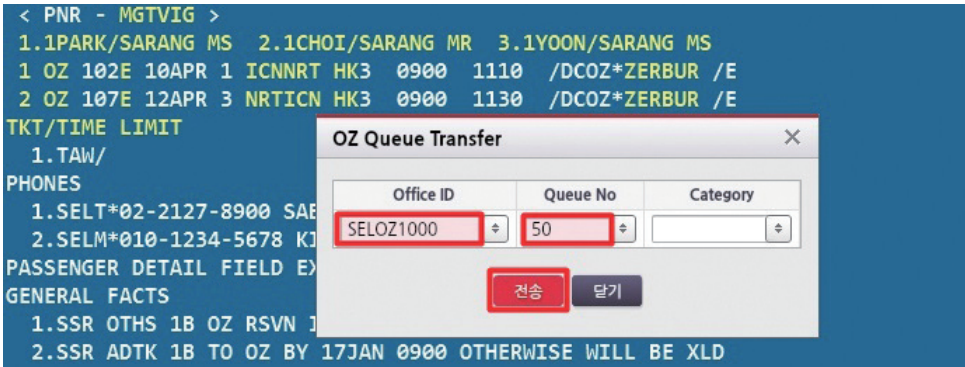 < PNR - MGTVIG >
1.1PARK/SARANG MS 2.1CHOI/SARANG MR 3.1YOON/SARANG MS
1 OZ 102E 10APR 1 ICNNRT HK3 0900 1110 /DCOZ*ZERBUR /E
2 OZ 107E 12APR 3 NRTICN HK3 0900 1130 /DCOZ*ZERBUR /E
TKT/TIME LIMIT
1.TAW/
PHONES
1.SELT*02-2127-8900
2.SELM*010-1234-5678
PASSENGER DETAIL FIELD
GENERAL FACTS
1.SSR OTHS 1B OZ RSVN
2.SSR ADTK 1B TO OZ BY 17JAN 0900 OTHERWISE WILL BE XLD
OZ Queue Transfer
Office ID Queue No Category
SELOZ1000 50
전송 닫기